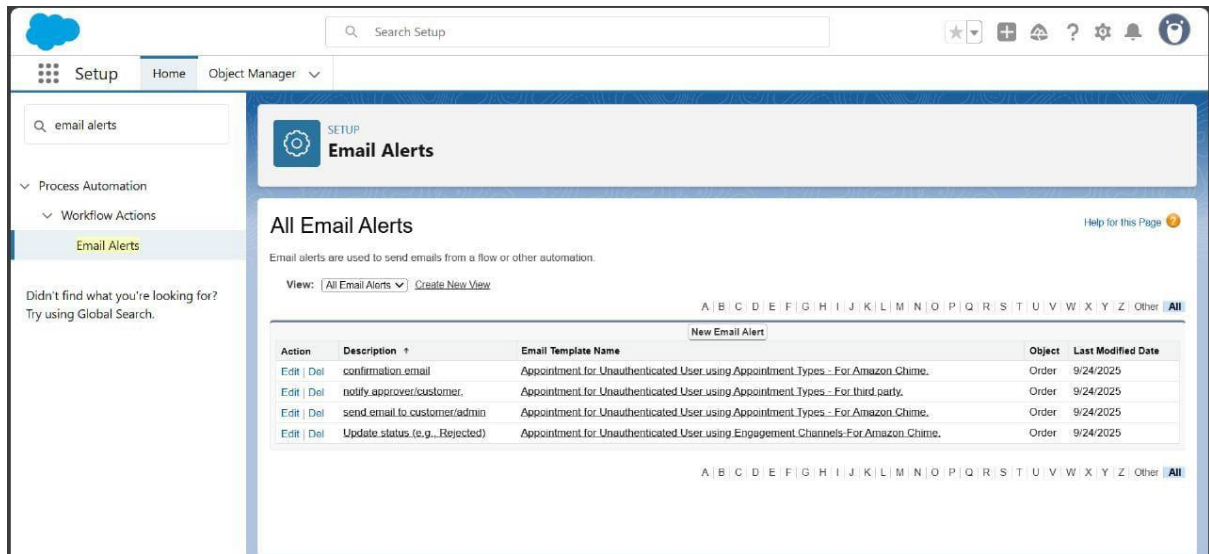 Search Setup
Setup Home Object Manager
email alerts
Process Automation
Workflow Actions
Email Alerts
Didn't find what you're looking for?
Try using Global Search.
SETUP
Email Alerts
All Email Alerts
Help for this Page ?
Email alerts are used to send emails from a flow or other automation.
View: All Email Alerts Create New View
A | B | C | D | E | F | G | H | I | J | K | L | M | N | O | P | Q | R | S | T | U | V | W | X | Y | Z | Other | All
New Email Alert
Action Description ↑ Email Template Name Object Last Modified Date
Edit | Del confirmation email Appointment for Unauthenticated User using Appointment Types - For Amazon Chime. Order 9/24/2025
Edit | Del notify approver/customer. Appointment for Unauthenticated User using Appointment Types - For third party. Order 9/24/2025
Edit | Del send email to customer/admin Appointment for Unauthenticated User using Appointment Types - For Amazon Chime. Order 9/24/2025
Edit | Del Update status (e.g., Rejected) Appointment for Unauthenticated User using Engagement Channels-For Amazon Chime. Order 9/24/2025
A | B | C | D | E | F | G | H | I | J | K | L | M | N | O | P | Q | R | S | T | U | V | W | X | Y | Z | Other | All